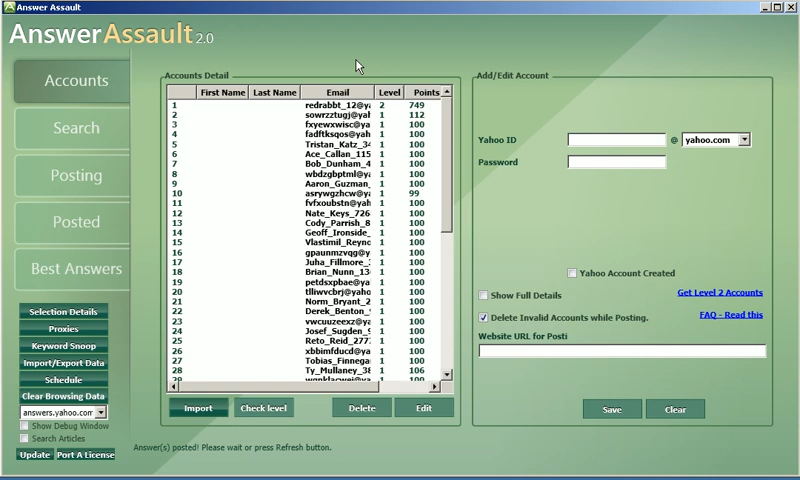 Answer Assault
AnswerAssault 2.0
Accounts
Search
Posting
Posted
Best Answers
Selection Details
Proxies
Keyword Snoop
Import/Export Data
Schedule
Clear Browsing Data
answers.yahoo.com
Show Debug Window
Search Articles
Update Port A License
Accounts Detail
First Name Last Name Email Level Points
1 redrabbt_12@ya 2 749
2 sowrzztugj@yah 1 112
3 fxyewxwisc@ya 1 100
4 fadftksqos@yah 1 100
5 Tristan_Katz_34 1 100
6 Ace_Callan_115 1 100
7 Bob_Dunham_4 1 100
8 wbdzgbptml@ya 1 100
9 Aaron_Guzman_ 1 100
10 asrywgzhcw@ya 1 99
11 fvfxoubstn@yah 1 100
12 Nate_Keys_726 1 100
13 Cody_Parrish_8 1 100
14 Geoff_Ironside_ 1 100
15 Vlastimil_Reyno 1 100
16 gpaunmzvqg@y 1 100
17 Juha_Fillmore_ 1 100
18 Brian_Nunn_13 1 100
19 petdsxpbae@ya 1 100
20 tlliwvcbrj@yaho 1 100
21 Norm_Bryant_2 1 100
22 Derek_Benton_ 1 100
23 vwcuuzeexz@ya 1 100
24 Josef_Sugden_ 1 100
25 Reto_Reid_277 1 100
26 xbbimfducd@ya 1 100
27 Tobias_Finnega 1 100
28 Ty_Mullaney_38 1 106
29 1 100
Import Check level Delete Edit
Answer(s) posted! Please wait or press Refresh button.
Add/Edit Account
Yahoo ID @ yahoo.com
Password
Yahoo Account Created
Show Full Details Get Level 2 Accounts
Delete Invalid Accounts while Posting. FAQ - Read this
Website URL for Posti
Save Clear